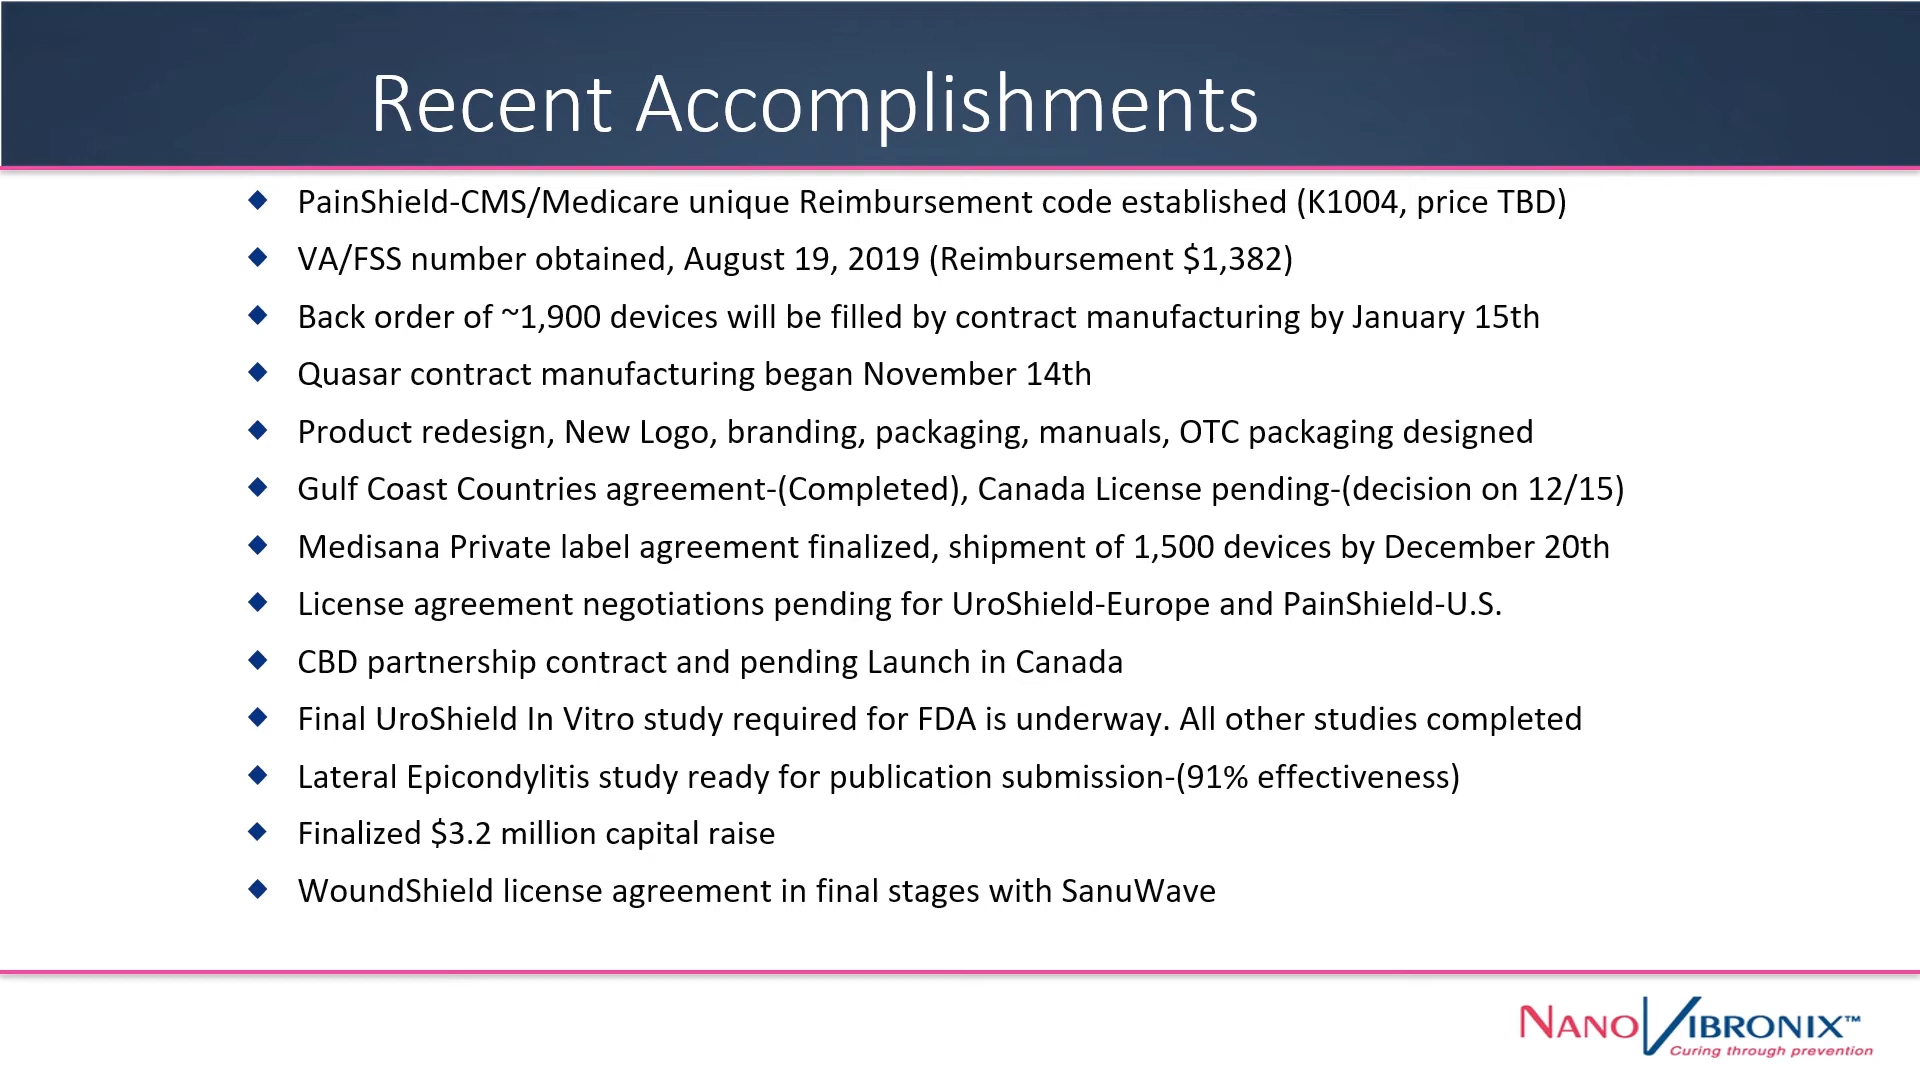 Recent Accomplishments
PainShield-CMS/Medicare unique Reimbursement code established (K1004, price TBD)
VA/FSS number obtained, August 19, 2019 (Reimbursement $1,382)
Back order of ~1,900 devices will be filled by contract manufacturing by January 15th
Quasar contract manufacturing began November 14th
Product redesign, New Logo, branding, packaging, manuals, OTC packaging designed
Gulf Coast Countries agreement-(Completed), Canada License pending-(decision on 12/15)
Medisana Private label agreement finalized, shipment of 1,500 devices by December 20th
License agreement negotiations pending for UroShield-Europe and PainShield-U.S.
CBD partnership contract and pending Launch in Canada
Final UroShield In Vitro study required for FDA is underway. All other studies completed
Lateral Epicondylitis study ready for publication submission-(91% effectiveness)
Finalized $3.2 million capital raise
WoundShield license agreement in final stages with SanuWave
NANOVIBRONIX™
Curing through prevention